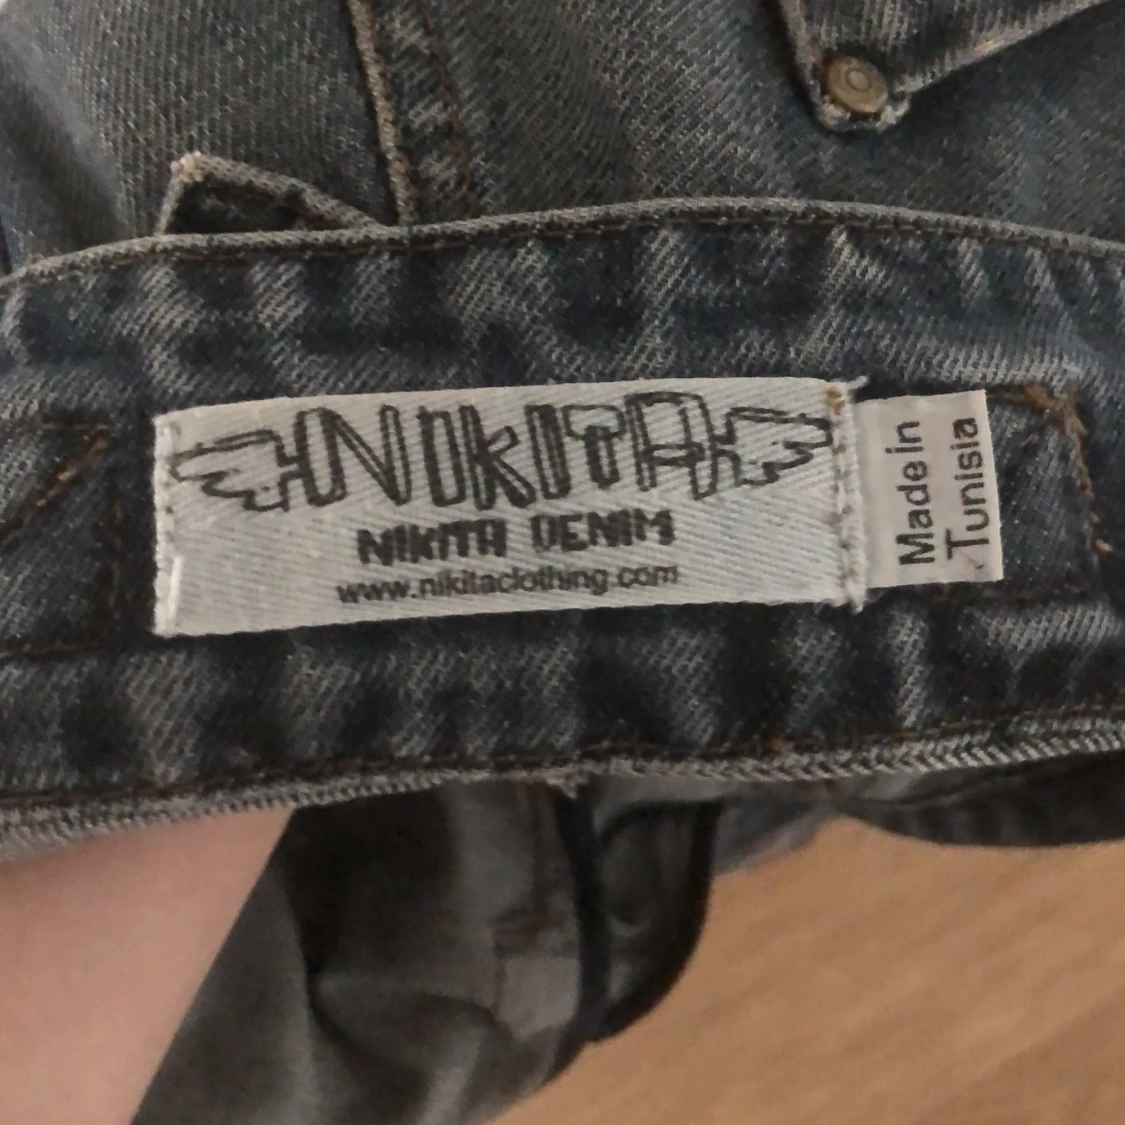 NIKITA
NIKITA DENIM
www.nikitaclothing.com
Made in
Tunisia